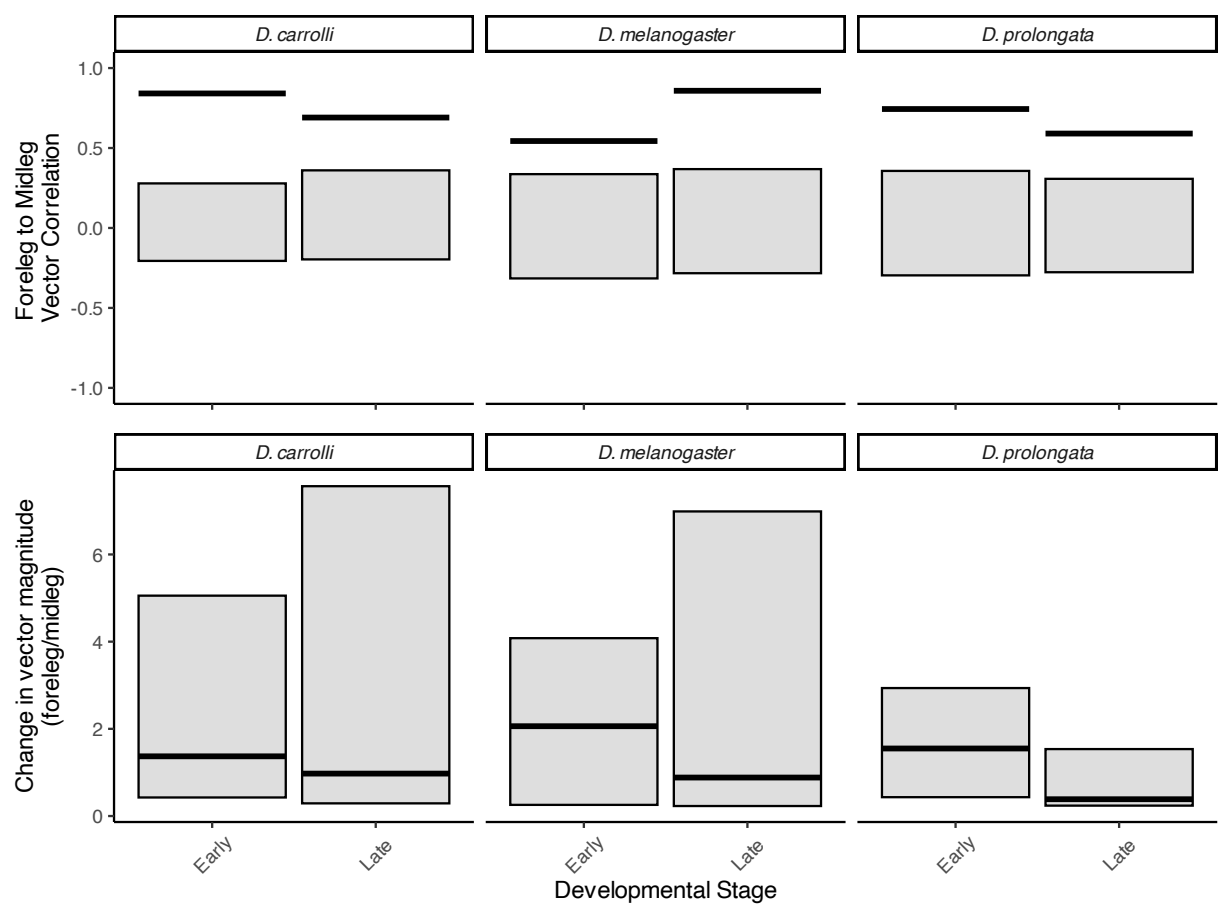 D. carrolli
D. melanogaster
D. prolongata
Foreleg to Midleg
Vector Correlation
1.0
0.5
0.0
-0.5
-1.0
D. carrolli
D. melanogaster
D. prolongata
Change in vector magnitude
(foreleg/midleg)
6
4
2
0
Early
Late
Early
Late
Early
Late
Developmental Stage